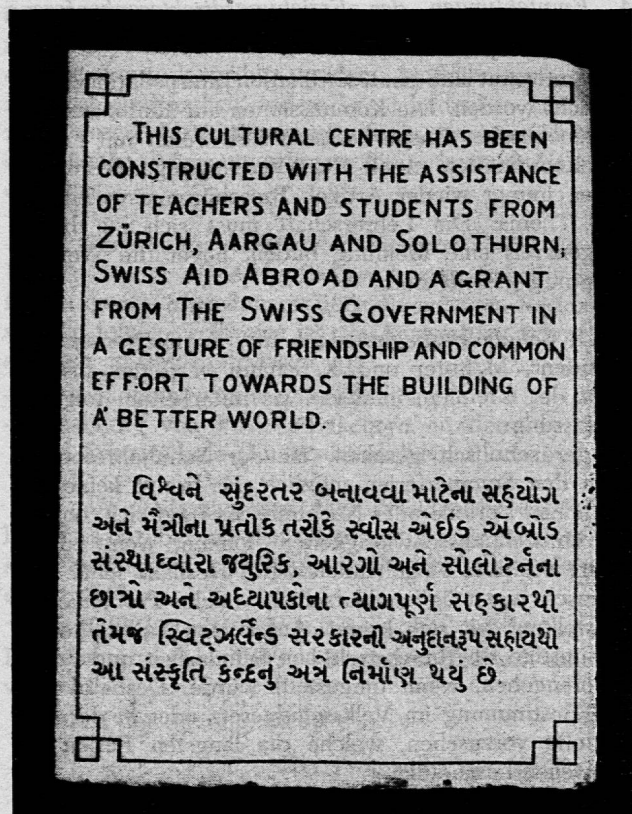 THIS CULTURAL CENTRE HAS BEEN
CONSTRUCTED WITH THE ASSISTANCE
OF TEACHERS AND STUDENTS FROM
ZÜRICH, AARGAU AND SOLOTHURN,
SWISS AID ABROAD AND A GRANT
FROM THE SWISS GOVERNMENT IN
A GESTURE OF FRIENDSHIP AND COMMON
EFFORT TOWARDS THE BUILDING OF
A BETTER WORLD.
વિશ્વને સુંદરતર બનાવવા માટેના સહયોગ
અને મૈત્રીના પ્રતીક તરીકે સ્વીસ એઈડ ઍબ્રોડ
સંસ્થા ધ્વારા જયુરિક, આરગો અને સોલોટર્નના
છાત્રો અને અધ્યાપકોના ત્યાગપૂર્ણ સહકારથી
તેમજ સ્વિટ્ઝર્લેન્ડ સરકારની અનુદાનરૂપ સહાયથી
આ સંસ્કૃતિ કેન્દ્રનું અત્રે નિર્માણ થયું છે.